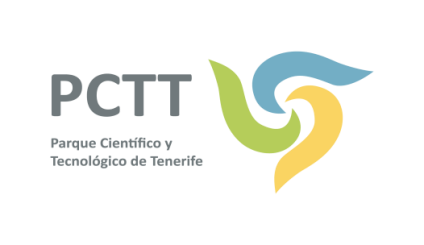 PCTT
Parque Científico y
Tecnológico de Tenerife